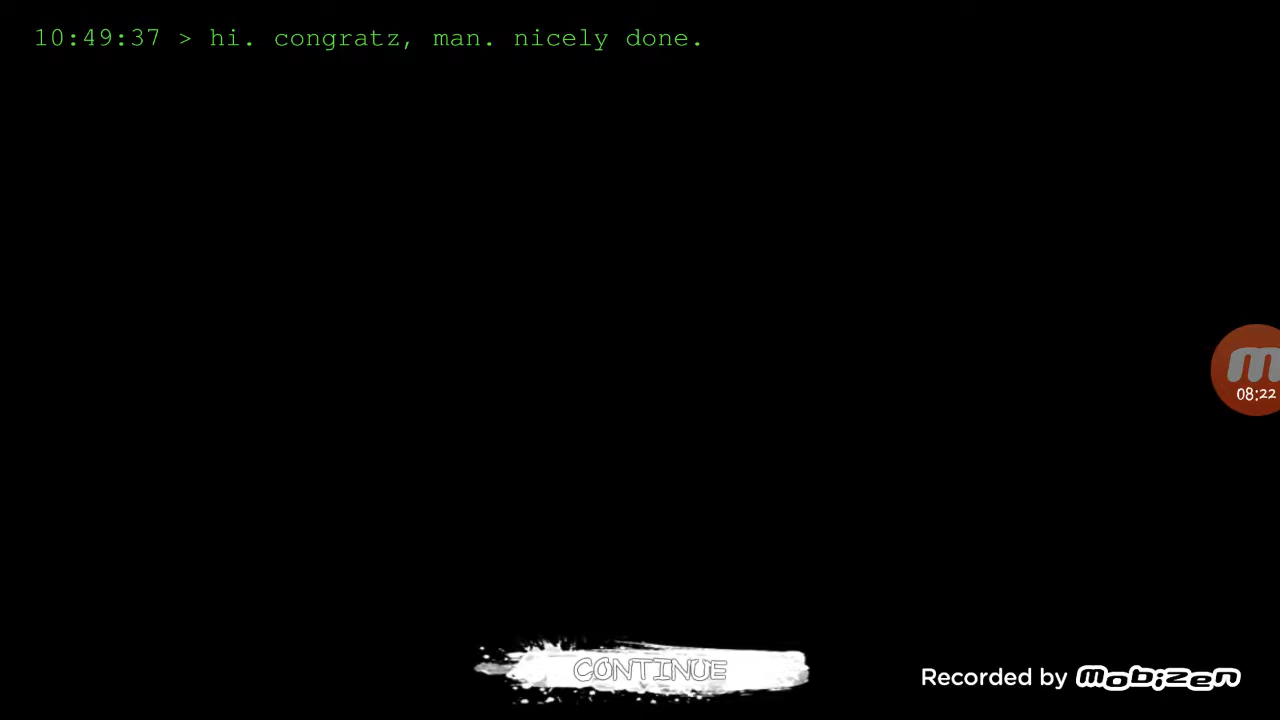 10:49:37 > hi. congratz, man. nicely done.
m
08:22
CONTINUE
Recorded by mobizen